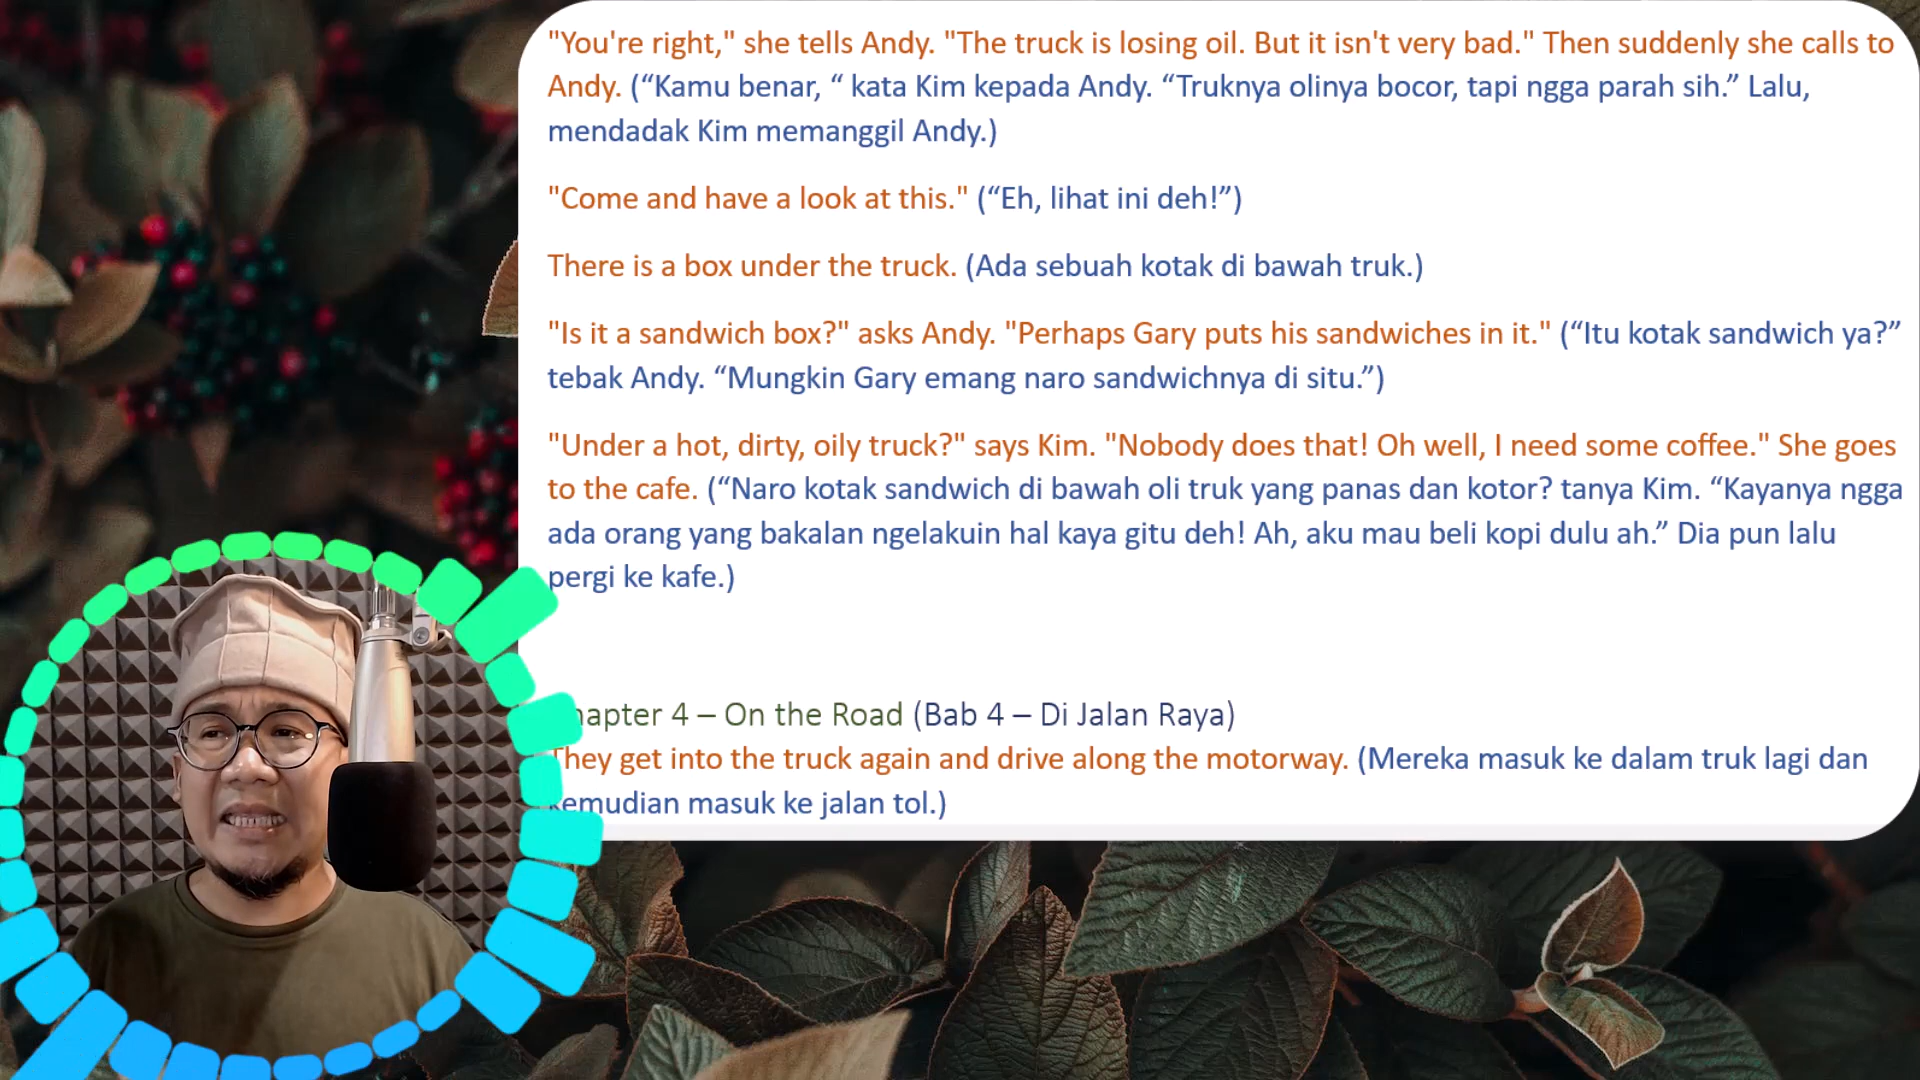 "You're right," she tells Andy. "The truck is losing oil. But it isn't very bad." Then suddenly she calls to
Andy. (“Kamu benar, “ kata Kim kepada Andy. “Truknya olinya bocor, tapi ngga parah sih.” Lalu,
mendadak Kim memanggil Andy.)
"Come and have a look at this." (“Eh, lihat ini deh!”)
There is a box under the truck. (Ada sebuah kotak di bawah truk.)
"Is it a sandwich box?" asks Andy. "Perhaps Gary puts his sandwiches in it." (“Itu kotak sandwich ya?”
tebak Andy. “Mungkin Gary emang naro sandwichnya di situ.”)
"Under a hot, dirty, oily truck?" says Kim. "Nobody does that! Oh well, I need some coffee." She goes
to the cafe. (“Naro kotak sandwich di bawah oli truk yang panas dan kotor? tanya Kim. “Kayanya ngga
ada orang yang bakalan ngelakuin hal kaya gitu deh! Ah, aku mau beli kopi dulu ah.” Dia pun lalu
pergi ke kafe.)
hapter 4 – On the Road (Bab 4 – Di Jalan Raya)
They get into the truck again and drive along the motorway. (Mereka masuk ke dalam truk lagi dan
kemudian masuk ke jalan tol.)